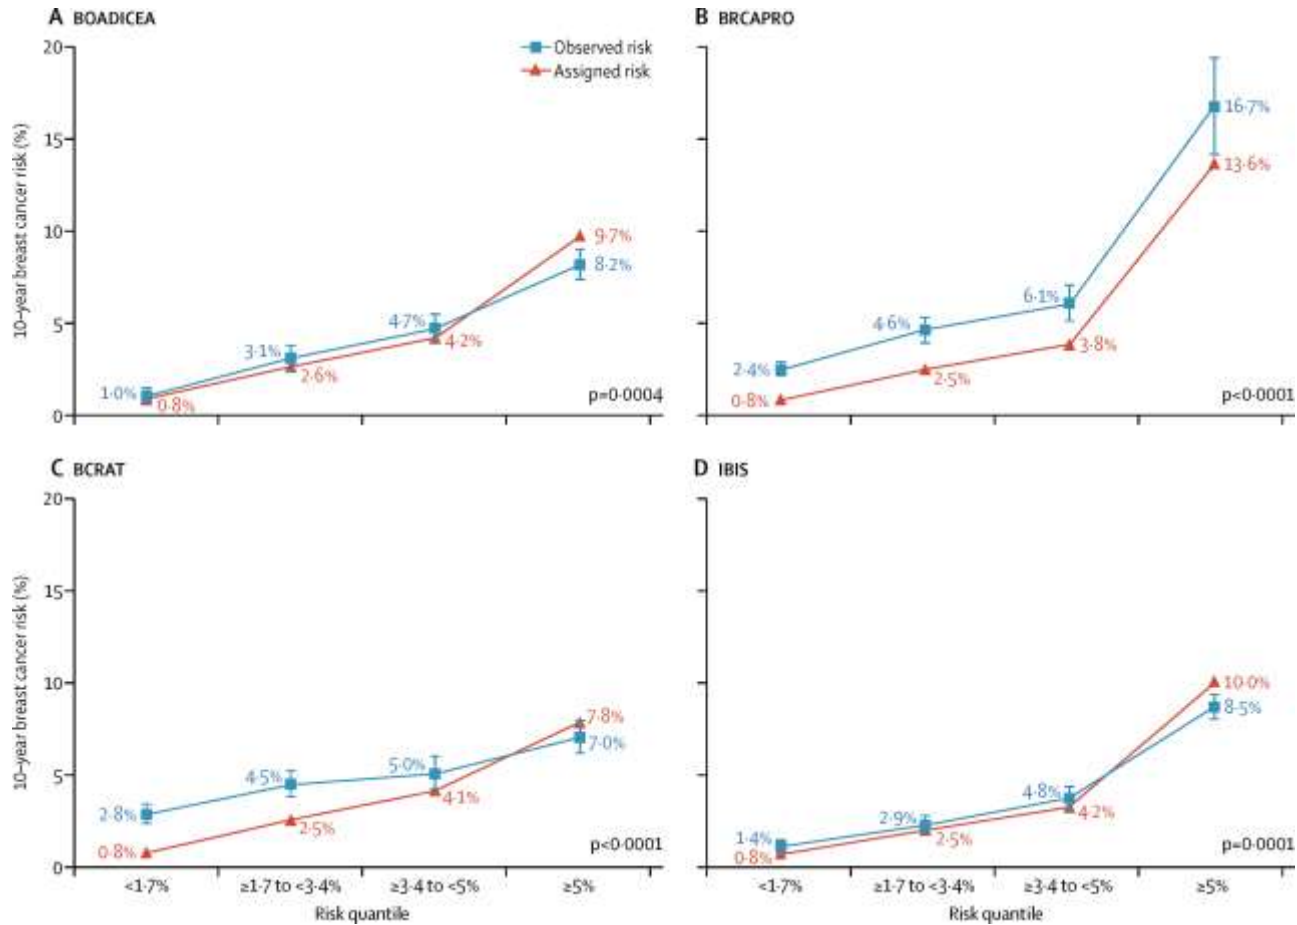 A BOADICEA
20
15
10
5
0
10–year breast cancer risk (%)
Observed risk
Assigned risk
1·0%
0·8%
3·1%
2·6%
4·7%
4·2%
9·7%
8·2%
p=0·0004
B BRCAPRO
2·4%
0·8%
4·6%
2·5%
6·1%
3·8%
16·7%
13·6%
p<0·0001
C BCRAT
20
15
10
5
0
10–year breast cancer risk (%)
2·8%
0·8%
4·5%
2·5%
5·0%
4·1%
7·8%
7·0%
p<0·0001
<1·7%
≥1·7 to <3·4%
≥3·4 to <5%
≥5%
Risk quantile
D IBIS
1·4%
0·8%
2·9%
2·5%
4·8%
4·2%
10·0%
8·5%
p=0·0001
<1·7%
≥1·7 to <3·4%
≥3·4 to <5%
≥5%
Risk quantile